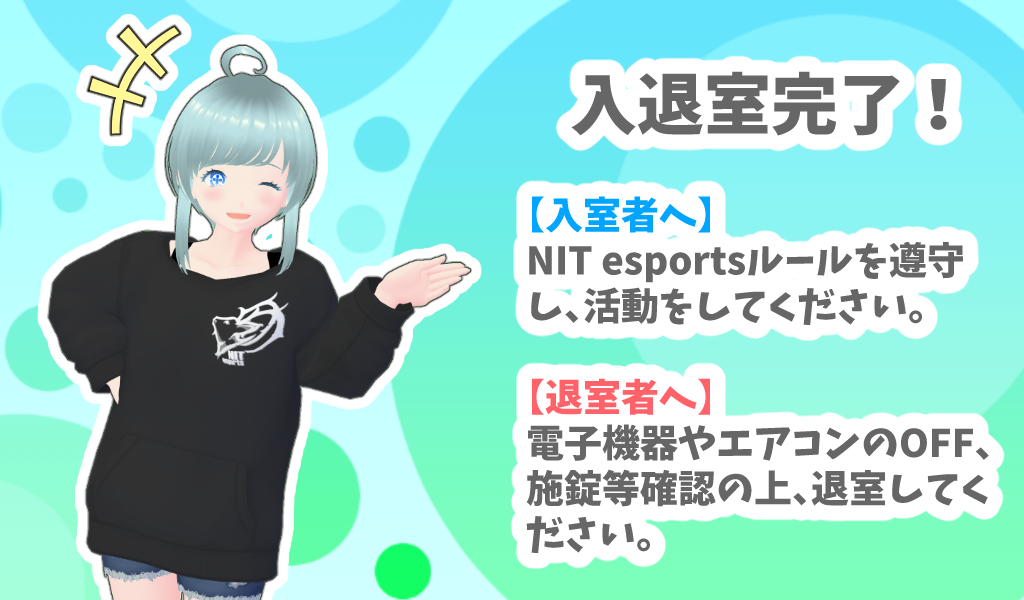 入退室完了！
【入室者へ】
NIT esportsルールを遵守
し、活動をしてください。
【退室者へ】
電子機器やエアコンのOFF、
施錠等確認の上、退室してく
ださい。
NIT